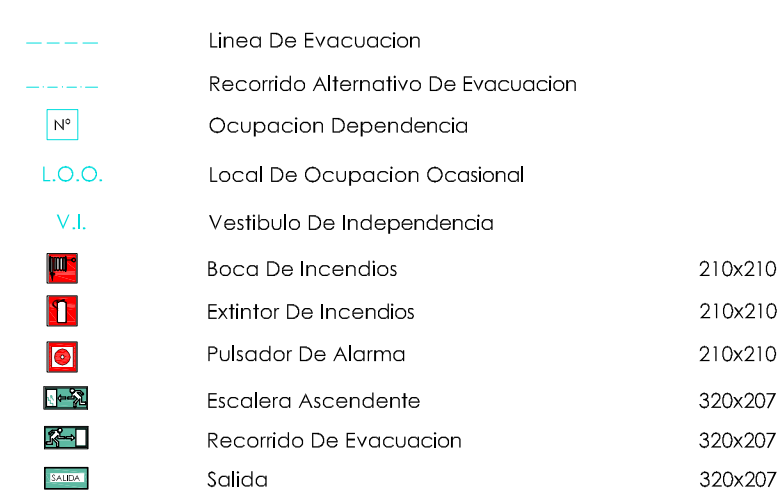 Linea De Evacuacion
Recorrido Alternativo De Evacuacion
Nº Ocupacion Dependencia
L.O.O. Local De Ocupacion Ocasional
V.I. Vestibulo De Independencia
Boca De Incendios 210x210
Extintor De Incendios 210x210
Pulsador De Alarma 210x210
Escalera Ascendente 320x207
Recorrido De Evacuacion 320x207
SALIDA Salida 320x207